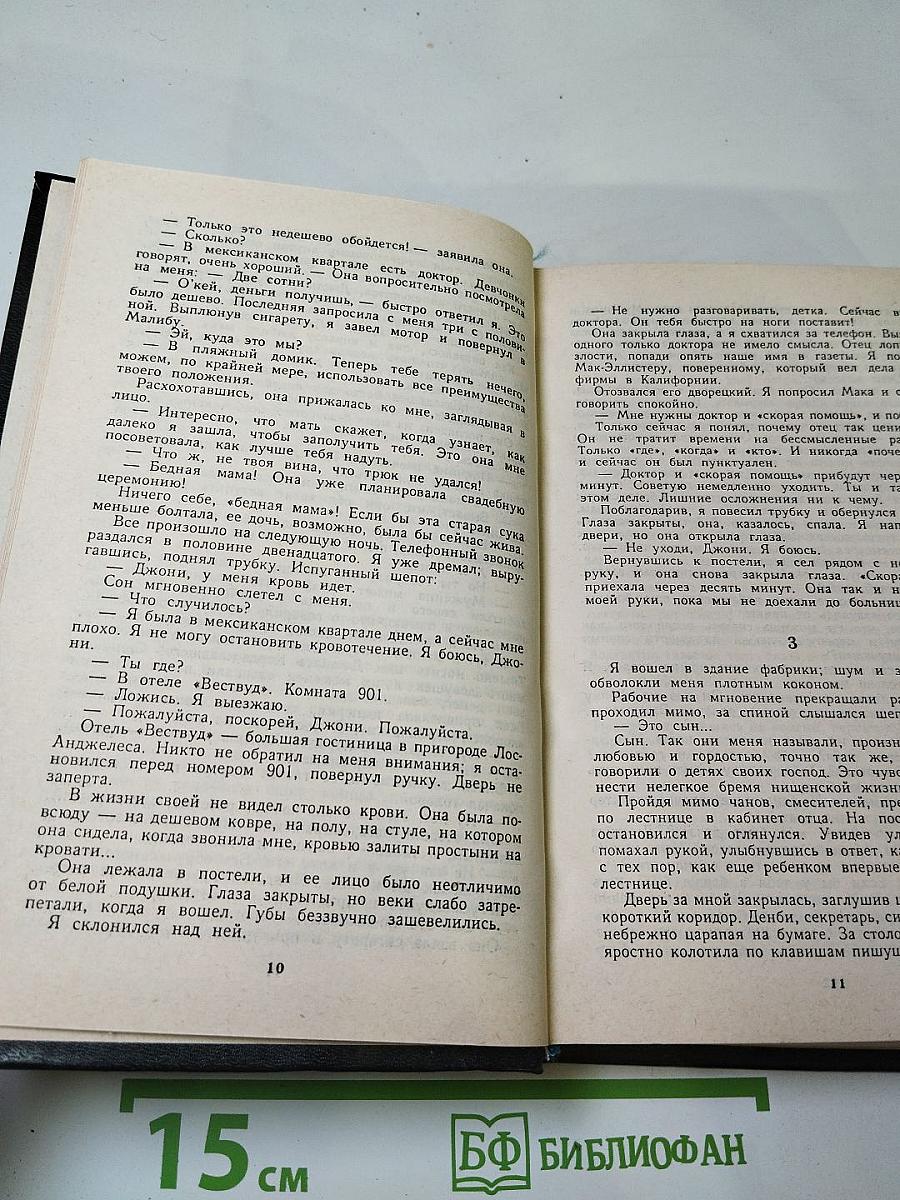 — Только это недешево обойдется! — заявила она.
— Сколько?
— В мексиканском квартале есть доктор. Девчонки
говорят, очень хороший. — Она вопросительно посмотрела
на меня: — Две сотни?
— О'кей, деньги получишь, — быстро ответил я. Это
было дешево. Последняя запросила с меня три с полови-
ной. Выплюнув сигарету, я завел мотор и повернул в
Малибу.
— Эй, куда это мы?
— В пляжный домик. Теперь тебе терять нечего,
можем, по крайней мере, использовать все преимущества
твоего положения.
Расхохотавшись, она прижалась ко мне, заглядывая в
лицо.
— Интересно, что мать скажет, когда узнает, как
далеко я зашла, чтобы заполучить тебя. Это она мне
посоветовала, как лучше тебя надуть.
— Что ж, не твоя вина, что трюк не удался!
— Бедная мама! Она уже планировала свадебную
церемонию!
Ничего себе, «бедная мама»! Если бы эта старая сука
меньше болтала, ее дочь, возможно, была бы сейчас жива.
Все произошло на следующую ночь. Телефонный звонок
раздался в половине двенадцатого. Я уже дремал; выру-
гавшись, поднял трубку. Испуганный шепот:
— Джони, у меня кровь идет.
Сон мгновенно слетел с меня.
— Что случилось?
— Я была в мексиканском квартале днем, а сейчас мне
плохо. Я не могу остановить кровотечение. Я боюсь, Джо-
ни.
— Ты где?
— В отеле «Вествуд». Комната 901.
— Ложись. Я выезжаю.
— Пожалуйста, поскорей, Джони. Пожалуйста.
Отель «Вествуд» — большая гостиница в пригороде Лос-
Анджелеса. Никто не обратил на меня внимания; я оста-
новился перед номером 901, повернул ручку. Дверь не
заперта.
В жизни своей не видел столько крови. Она была по-
всюду — на дешевом ковре, на полу, на стуле, на котором
она сидела, когда звонила мне, кровью залиты простыни на
кровати...
Она лежала в постели, и ее лицо было неотличимо
от белой подушки. Глаза закрыты, но веки слабо затре-
петали, когда я вошел. Губы беззвучно зашевелились.
Я склонился над ней.
10
— Не нужно разговаривать, детка. Сейчас в
доктора. Он тебя быстро на ноги поставит!
Она закрыла глаза, а я схватился за телефон. Вы
одного только доктора не имело смысла. Отец лоп
злости, попади опять наше имя в газеты. Я по
Мак-Эллистеру, поверенному, который вел дела
фирмы в Калифорнии.
Отозвался его дворецкий. Я попросил Мака и с
говорить спокойно.
— Мне нужны доктор и «скорая помощь», и по
Только сейчас я понял, почему отец так цени
Он не тратит времени на бессмысленные ра
Только «где», «когда» и «кто». И никогда «поче
и сейчас он был пунктуален.
— Доктор и «скорая помощь» прибудут чер
минут. Советую немедленно уходить. Ты и та
этом деле. Лишние осложнения ни к чему.
Поблагодарив, я повесил трубку и обернулся
Глаза закрыты, она, казалось, спала. Я нап
двери, но она открыла глаза.
— Не уходи, Джони. Я боюсь.
Вернувшись к постели, я сел рядом с не
руку, и она снова закрыла глаза. «Скора
приехала через десять минут. Она так и н
моей руки, пока мы не доехали до больниц
3
Я вошел в здание фабрики; шум и з
обволокли меня плотным коконом.
Рабочие на мгновение прекращали ра
проходил мимо, за спиной слышался шеп
— Это сын...
Сын. Так они меня называли, произн
любовью и гордостью, точно так же,
говорили о детях своих господ. Это чувс
нести нелегкое бремя нищенской жизн
Пройдя мимо чанов, смесителей, пре
по лестнице в кабинет отца. На пос
остановился и оглянулся. Увидев ул
помахал рукой, улыбнувшись в ответ, ка
с тех пор, как еще ребенком впервые
лестнице.
Дверь за мной закрылась, заглушив ш
короткий коридор. Денби, секретарь, си
небрежно царапая на бумаге. За столо
яростно колотила по клавишам пишущ
11
15 см
БФ БИБЛИОФАН